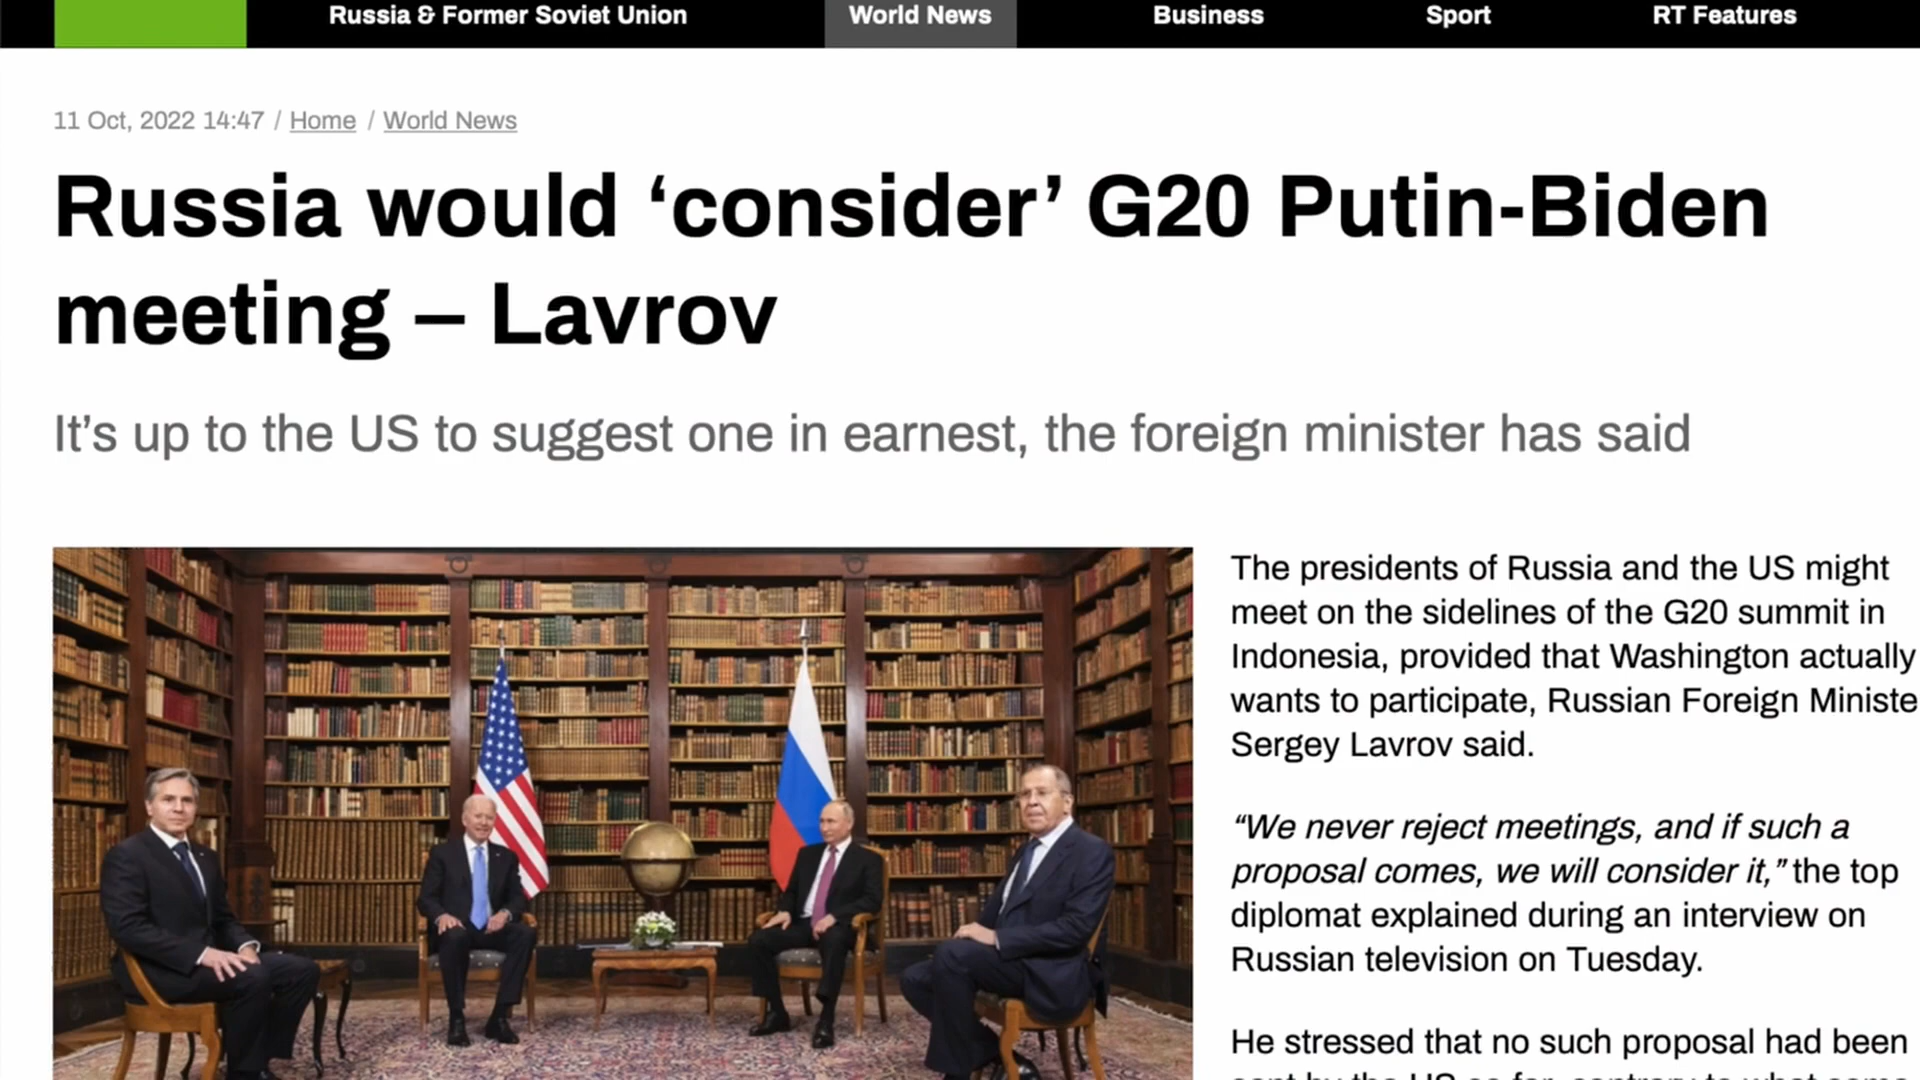 Russia & Former Soviet Union World News Business Sport RT Features
11 Oct, 2022 14:47 / Home / World News
Russia would ‘consider’ G20 Putin-Biden
meeting – Lavrov
It’s up to the US to suggest one in earnest, the foreign minister has said
The presidents of Russia and the US might
meet on the sidelines of the G20 summit in
Indonesia, provided that Washington actually
wants to participate, Russian Foreign Ministe
Sergey Lavrov said.
“We never reject meetings, and if such a
proposal comes, we will consider it,” the top
diplomat explained during an interview on
Russian television on Tuesday.
He stressed that no such proposal had been